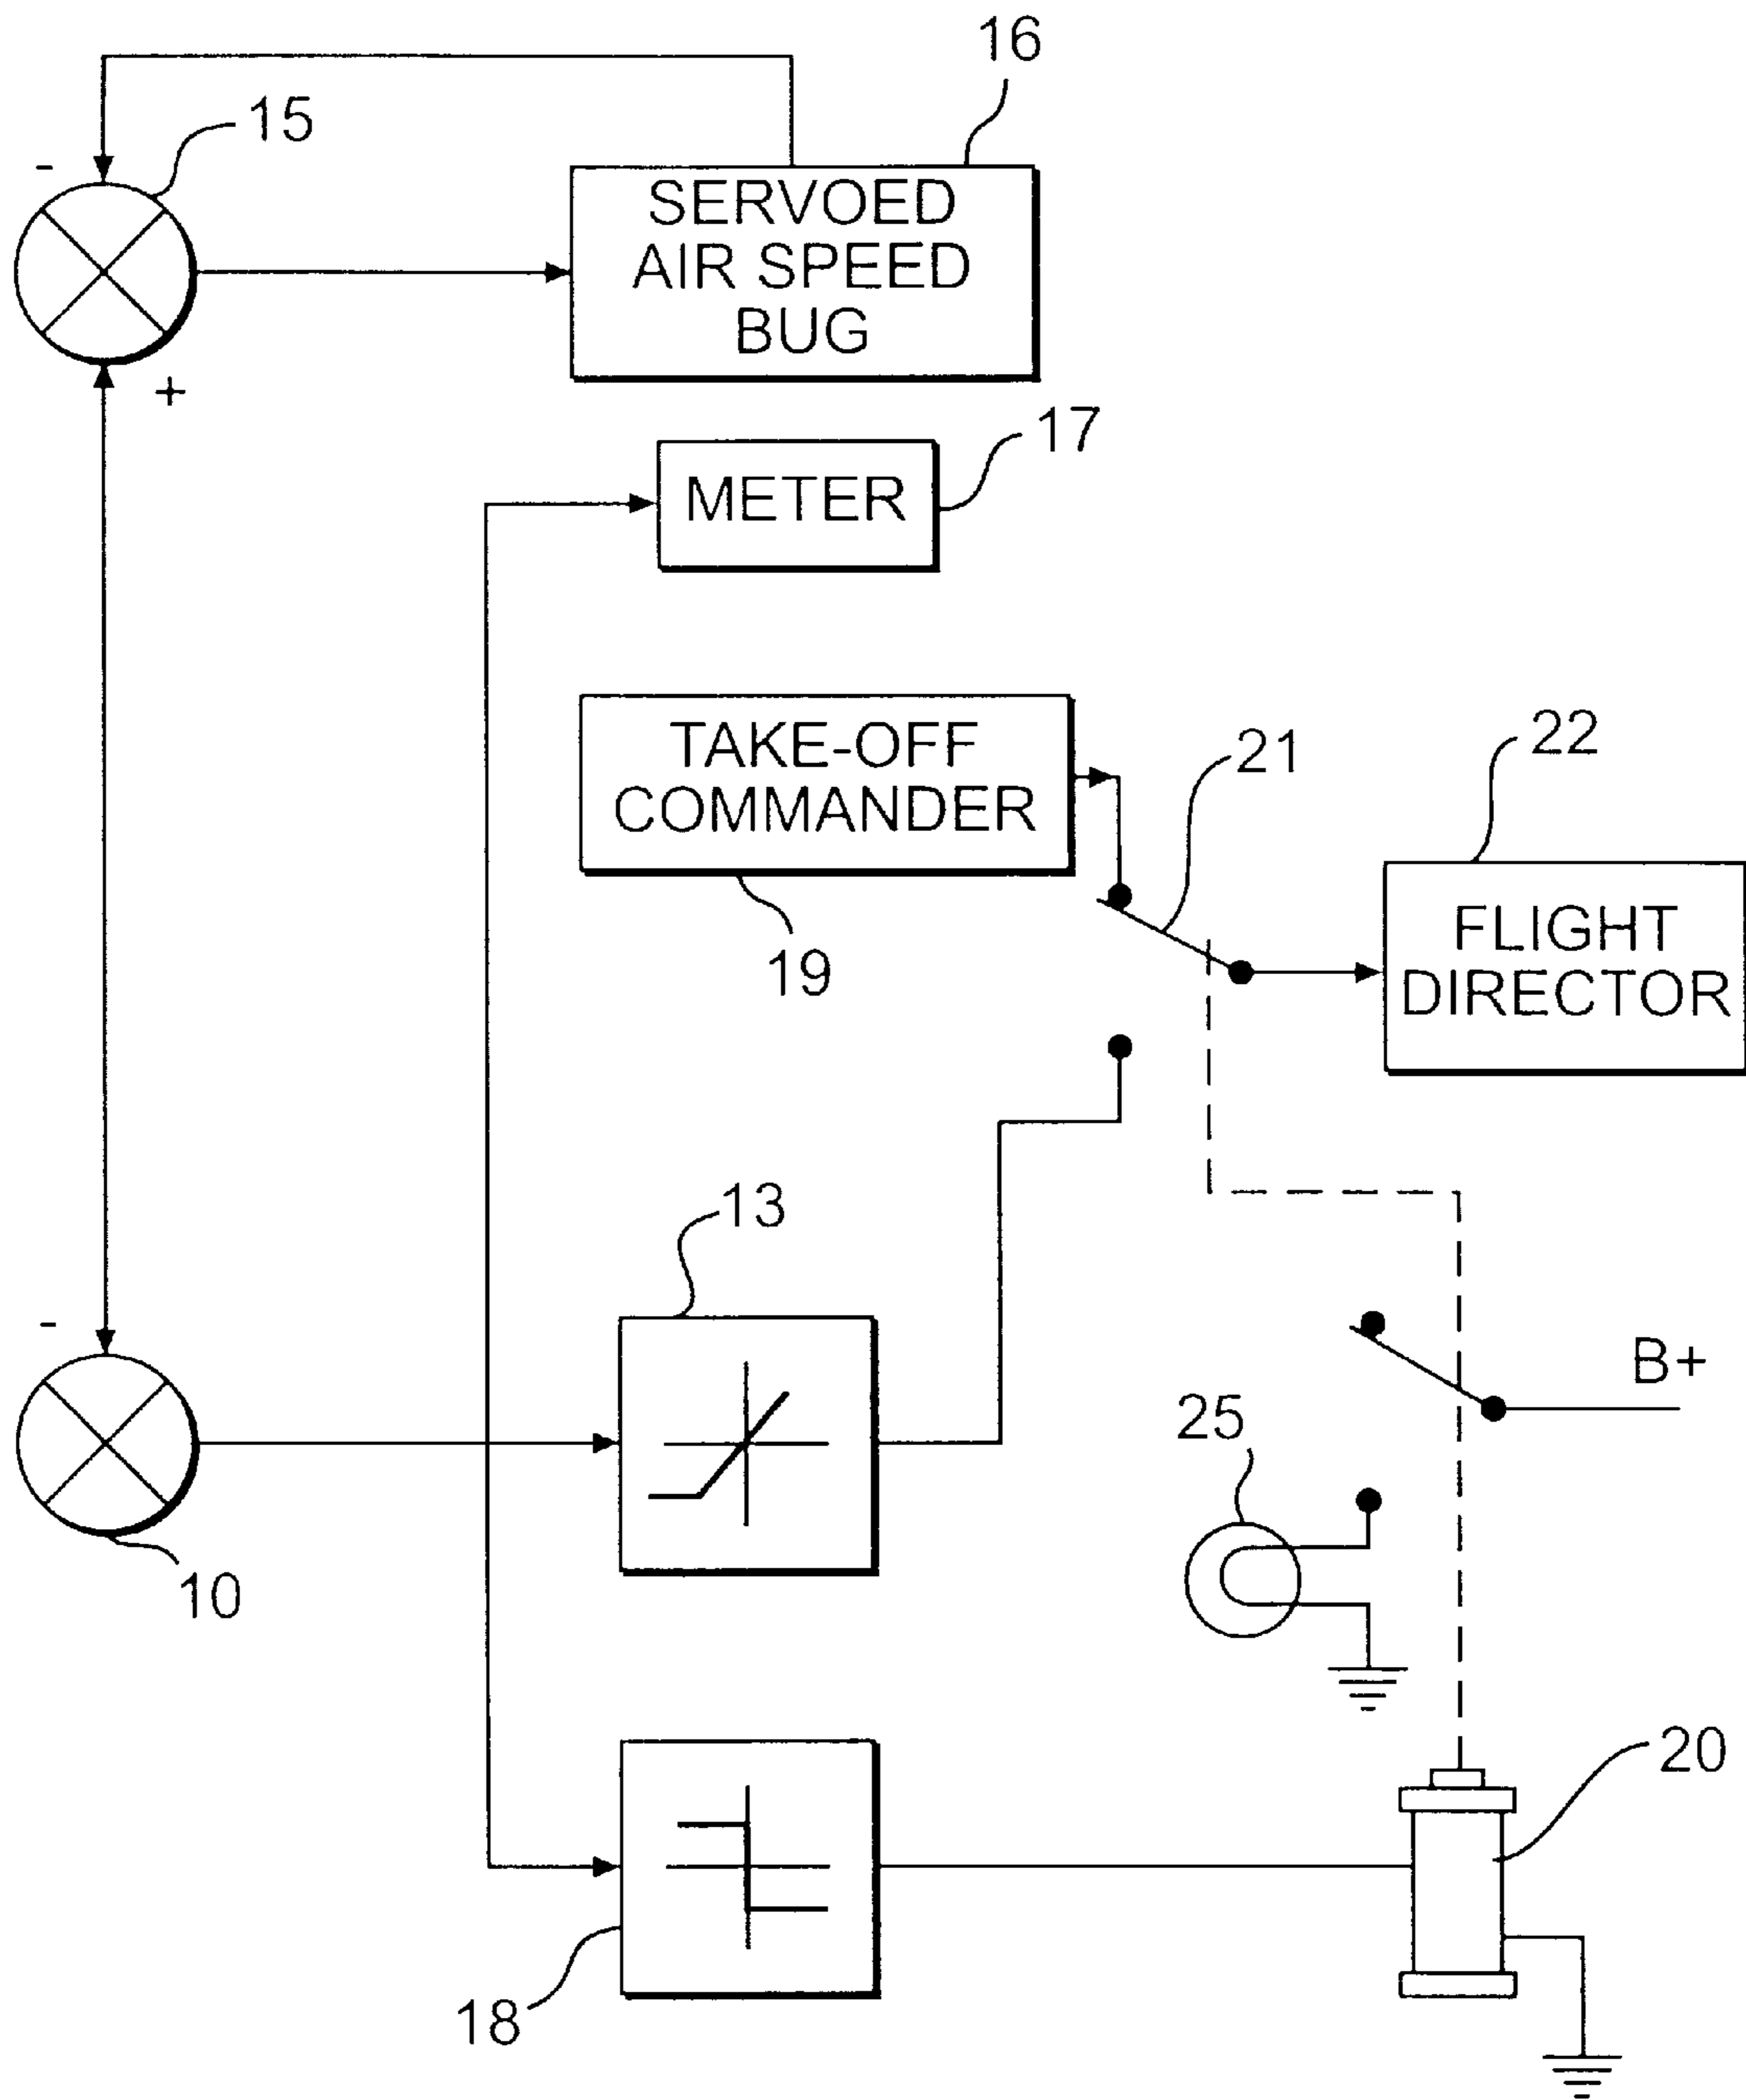 16
15
-
SERVOED
AIR SPEED
BUG
+
17
METER
TAKE-OFF
COMMANDER
21
22
19
FLIGHT
DIRECTOR
13
-
B+
25
10
20
18